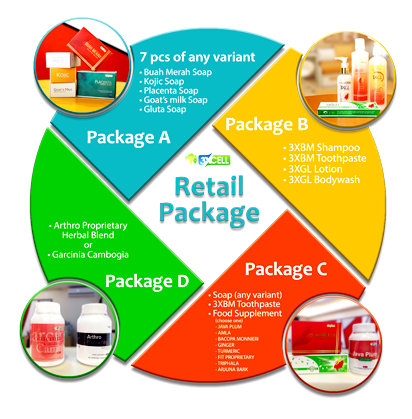 7 pcs of any variant
• Buah Merah Soap
• Kojic Soap
• Placenta Soap
• Goat's milk Soap
• Gluta Soap
Package A
Package B
• 3XBM Shampoo
• 3XBM Toothpaste
• 3XGL Lotion
• 3XGL Bodywash
3XCELL
Retail
Package
• Arthro Proprietary
Herbal Blend
or
• Garcinia Cambogia
Package D
Package C
• Soap (any variant)
• 3XBM Toothpaste
• Food Supplement
(choose one)
- JAVA PLUM
- AMLA
- BACOPA MONNIERI
- GINGER
- TURMERIC
- FIT PROPRIETARY
- TRIPHALA
- ARJUNA BARK
KOJIC
Arthro
Java Plum